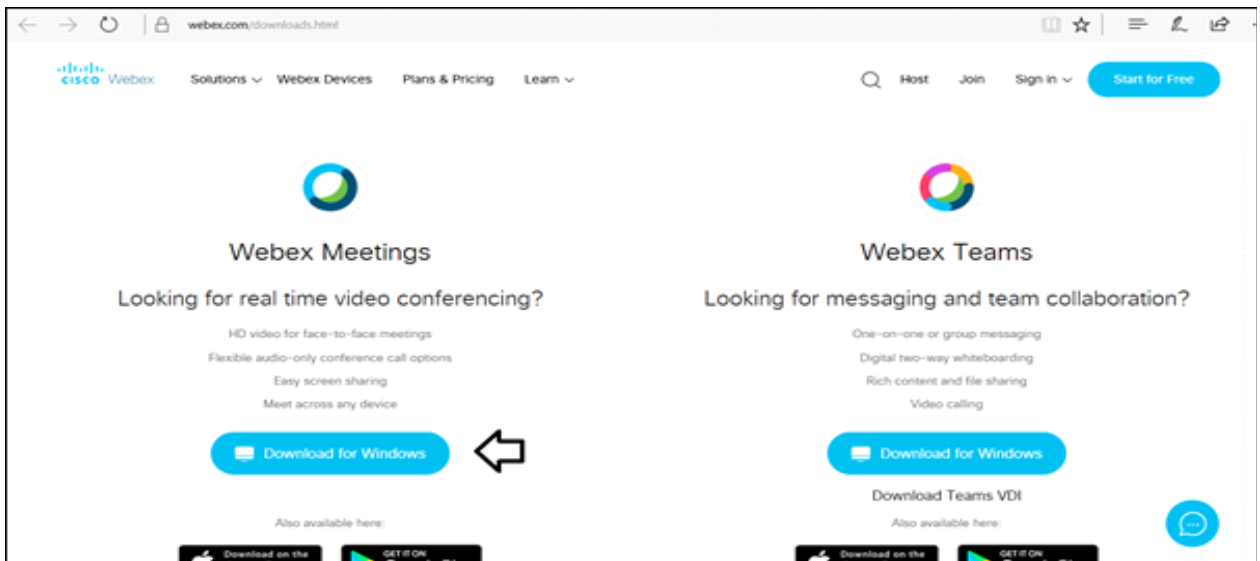 webex.com/downloads.html
cisco Webex Solutions Webex Devices Plans & Pricing Learn Host Join Sign in Start for Free
Webex Meetings
Looking for real time video conferencing?
HD video for face-to-face meetings
Flexible audio-only conference call options
Easy screen sharing
Meet across any device
Download for Windows
Also available here:
Download on the
GET IT ON
Webex Teams
Looking for messaging and team collaboration?
One-on-one or group messaging
Digital two-way whiteboarding
Rich content and file sharing
Video calling
Download for Windows
Download Teams VDI
Also available here:
Download on the
GET IT ON